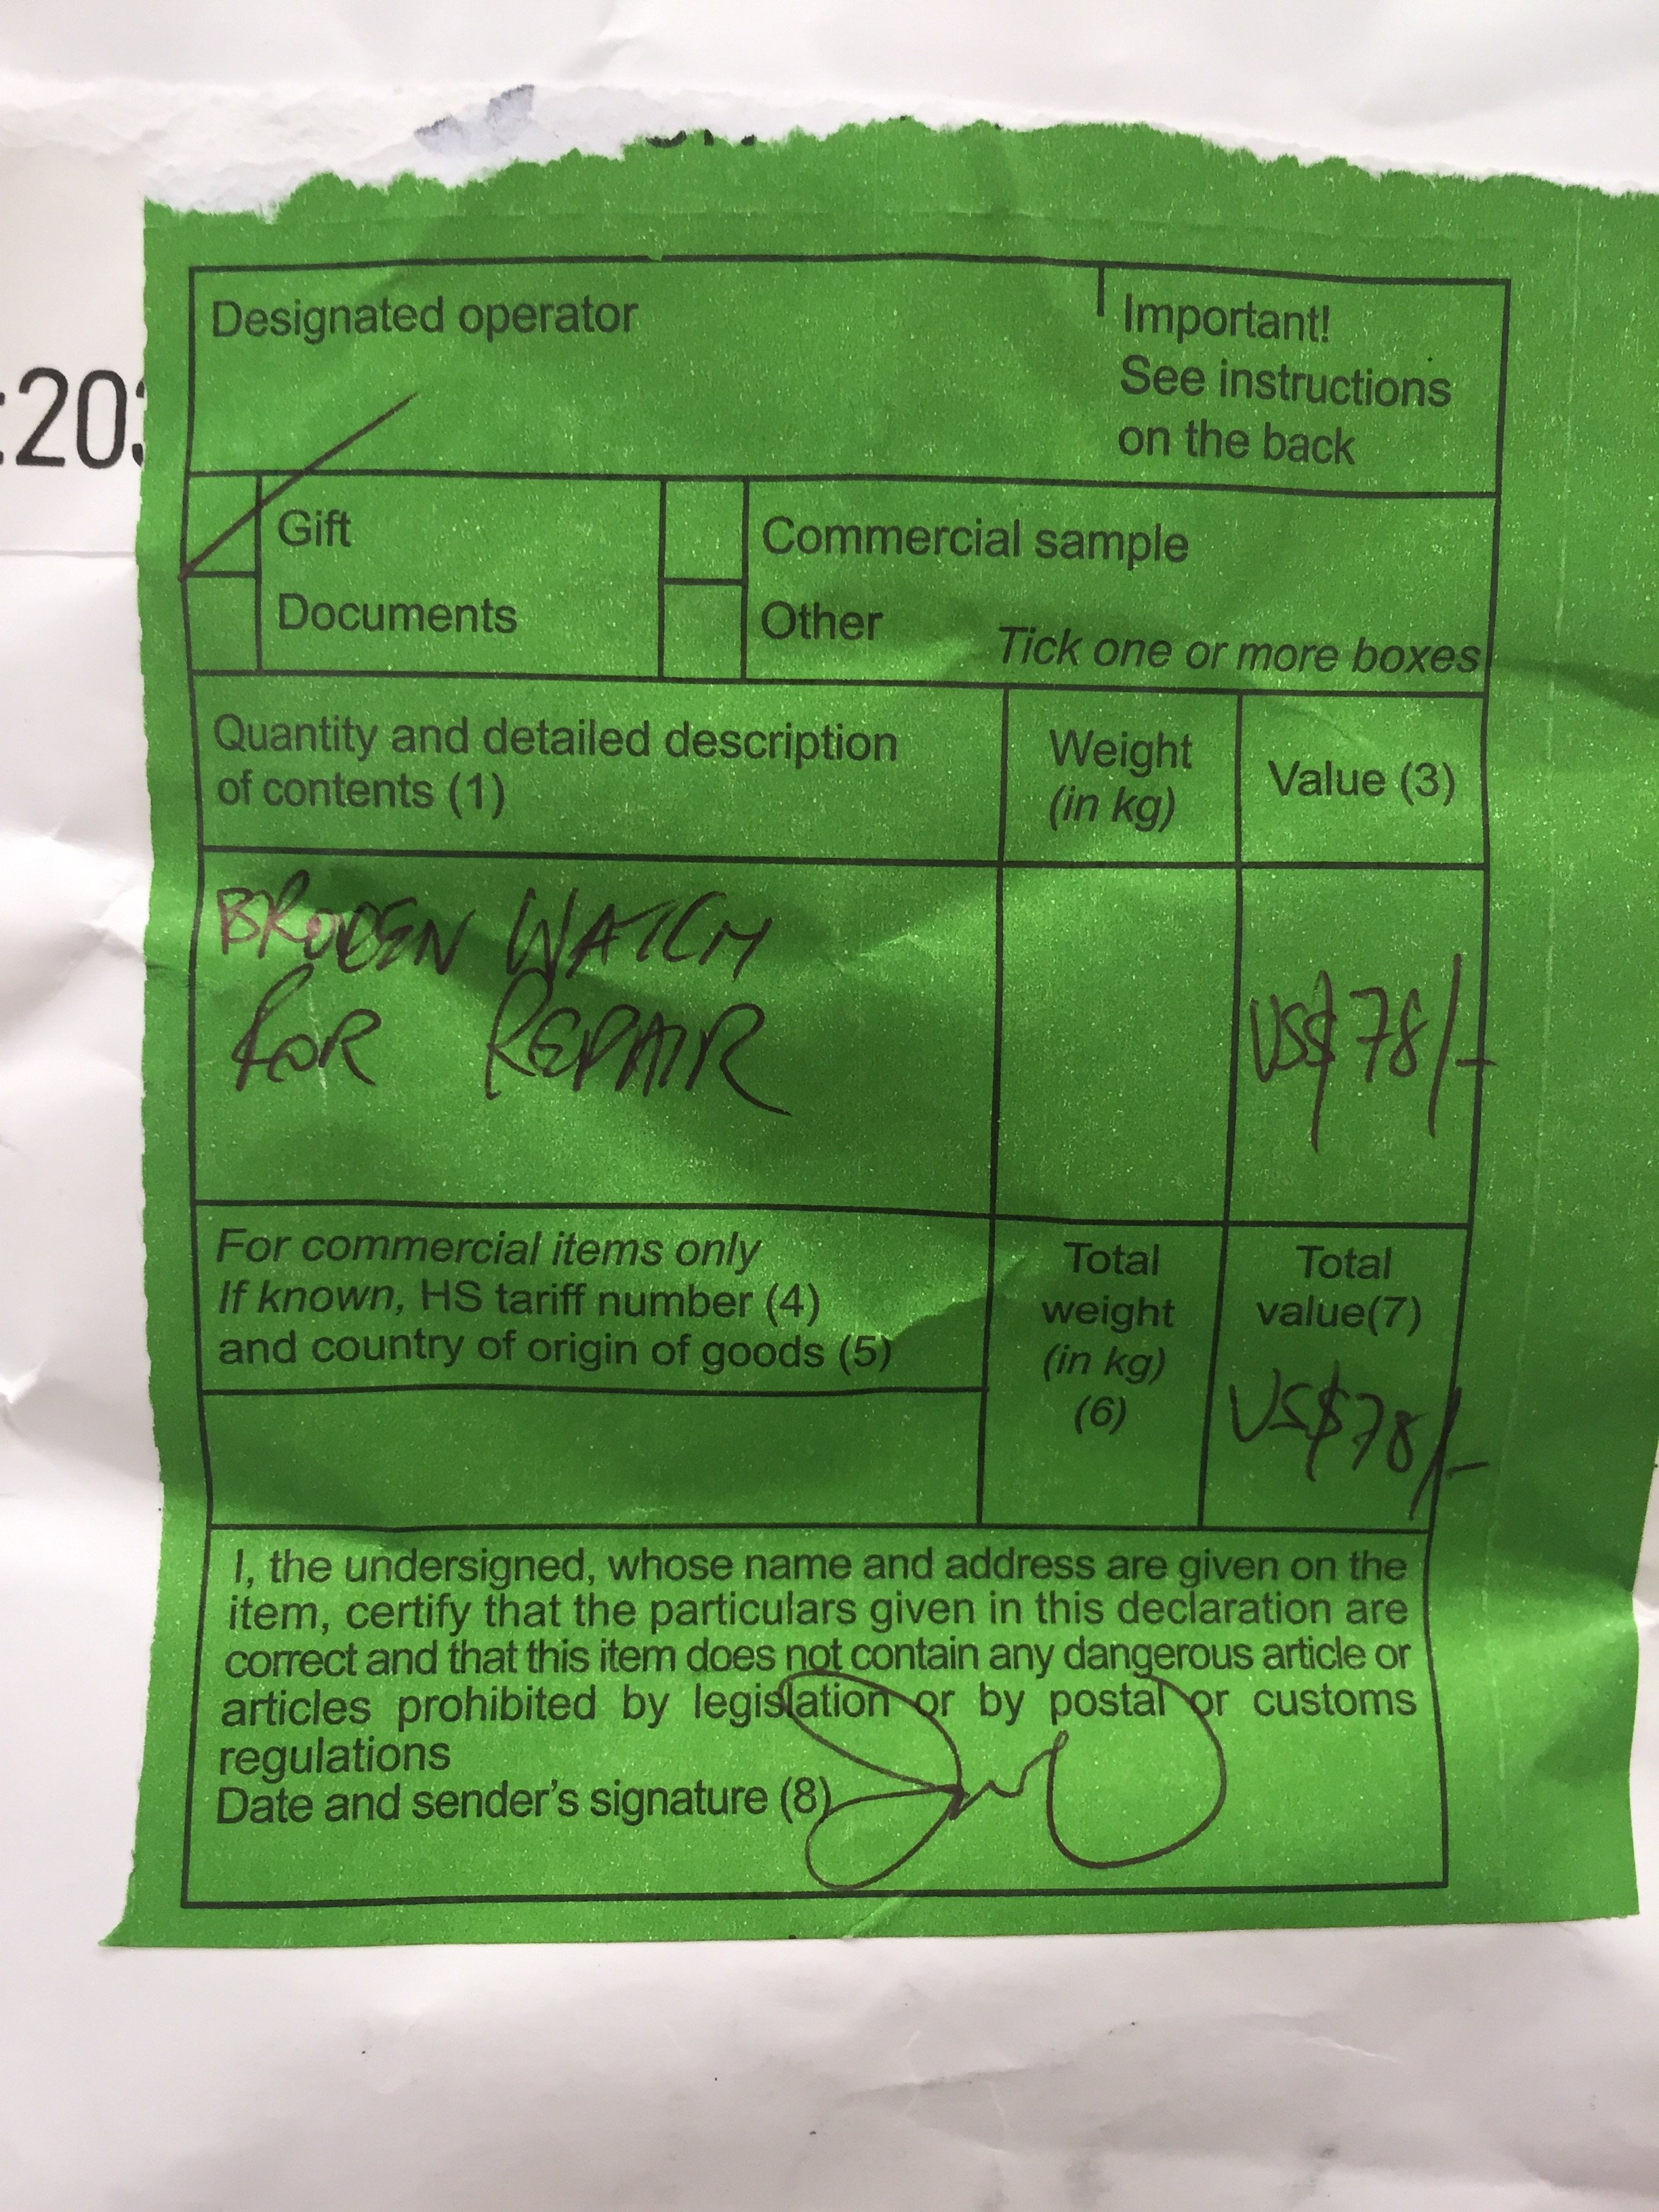 :20
Designated operator
Important!
See instructions
on the back
Gift
Commercial sample
Documents
Other
Tick one or more boxes
Quantity and detailed description
of contents (1)
Weight
(in kg)
Value (3)
BROKEN WATCH
FOR REPAIR
US$78/-
For commercial items only
If known, HS tariff number (4)
and country of origin of goods (5)
Total
weight
(in kg)
(6)
Total
value(7)
US$78/-
I, the undersigned, whose name and address are given on the
item, certify that the particulars given in this declaration are
correct and that this item does not contain any dangerous article or
articles prohibited by legislation or by postal or customs
regulations
Date and sender's signature (8)